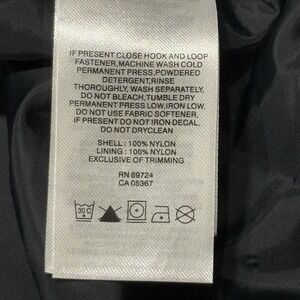 IF PRESENT CLOSE HOOK AND LOOP
FASTENER,MACHINE WASH COLD
PERMANENT PRESS,POWDERED
DETERGENT,RINSE
THOROUGHLY, WASH SEPARATELY,
DO NOT BLEACH,TUMBLE DRY
PERMANENT PRESS LOW,IRON LOW.
DO NOT USE FABRIC SOFTENER.
IF PRESENT DO NOT IRON DECAL.
DO NOT DRYCLEAN
SHELL : 100% NYLON
LINING : 100% NYLON
EXCLUSIVE OF TRIMMING
RN 69724
CA 05367
30°C